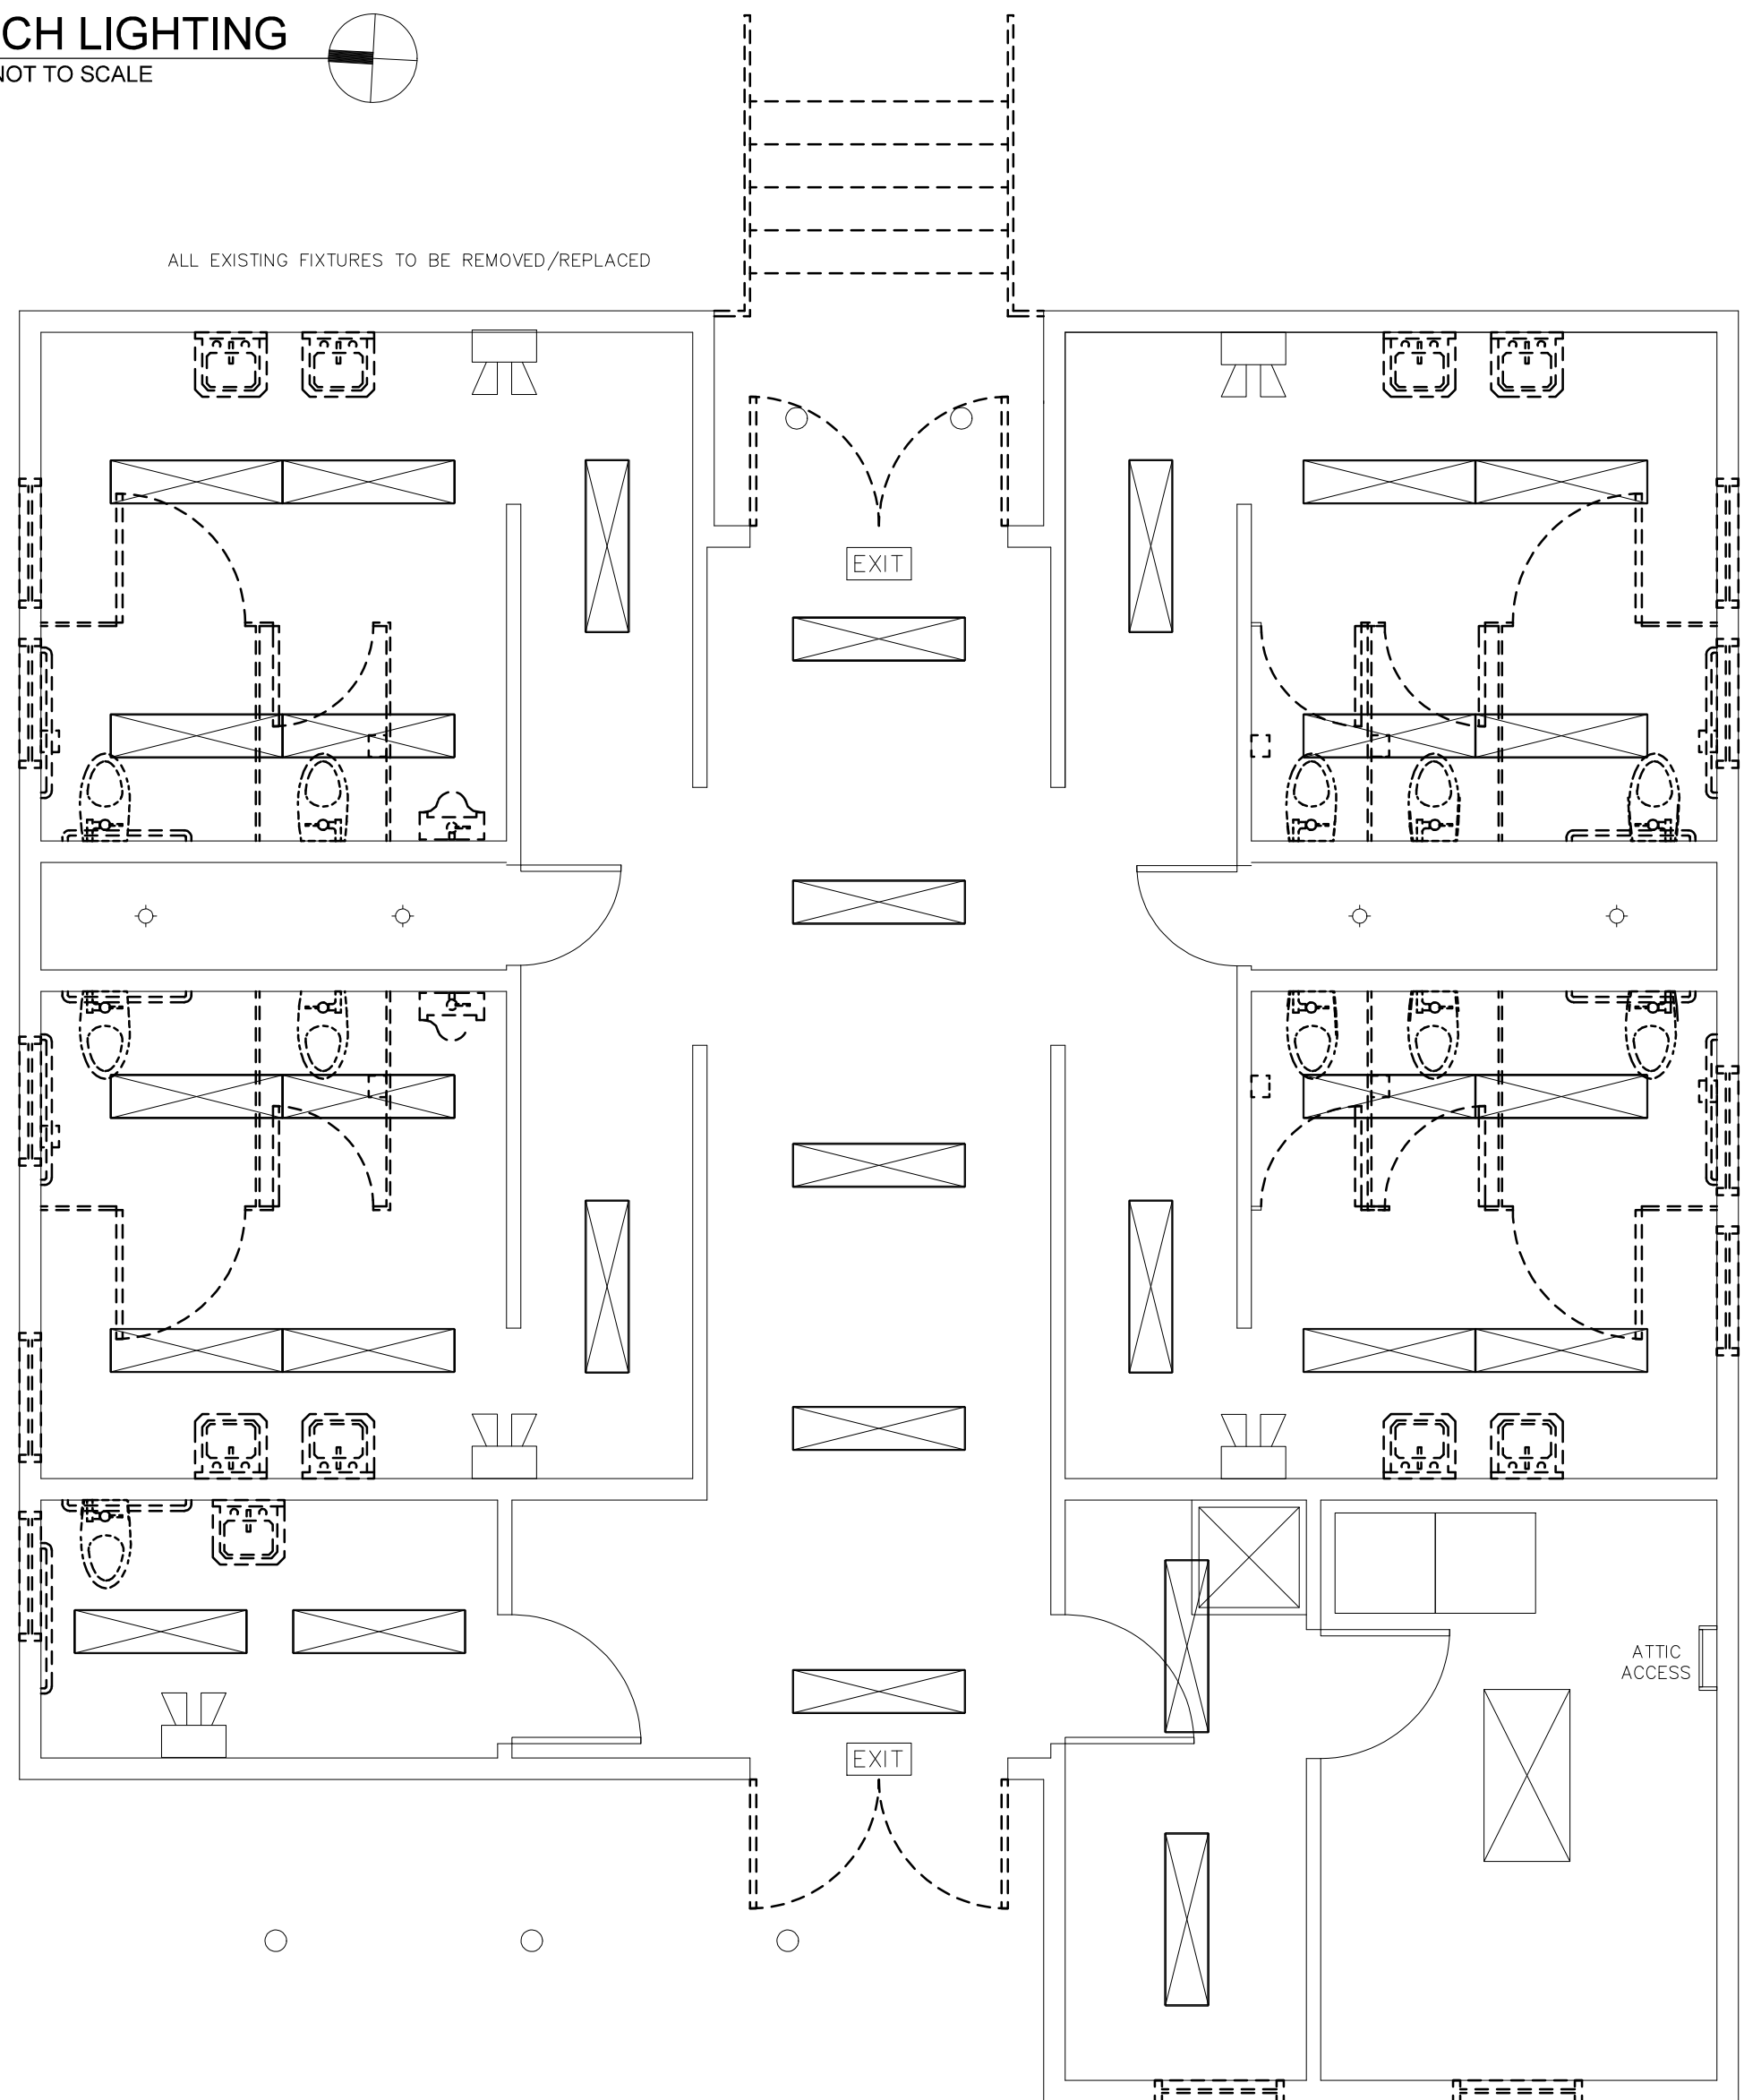 CH LIGHTING
NOT TO SCALE
ALL EXISTING FIXTURES TO BE REMOVED/REPLACED
EXIT
ATTIC
ACCESS
EXIT